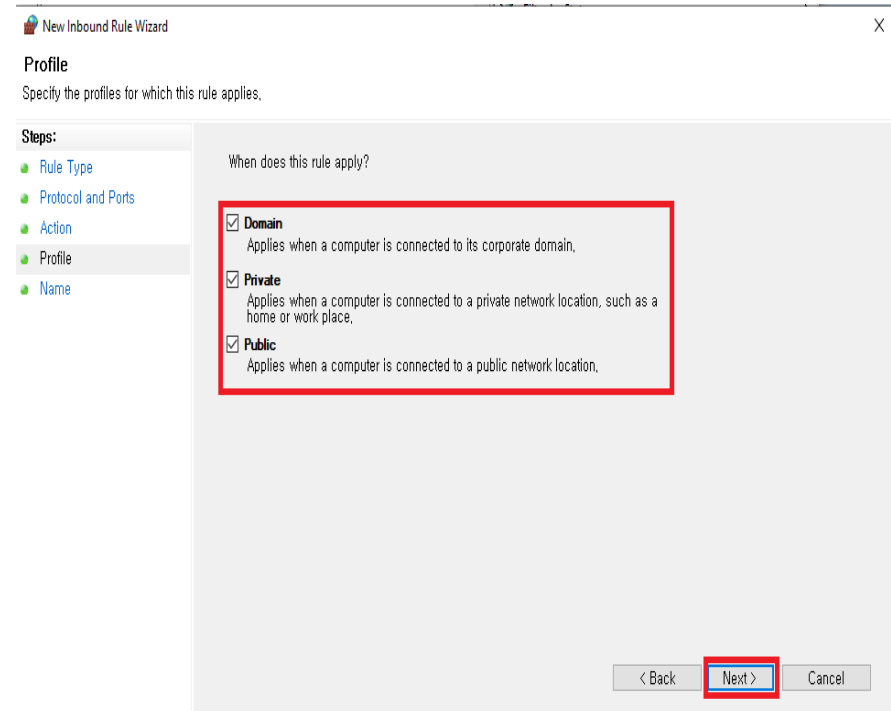 New Inbound Rule Wizard
X
Profile
Specify the profiles for which this rule applies.
Steps:
Rule Type
Protocol and Ports
Action
Profile
Name
When does this rule apply?
Domain
Applies when a computer is connected to its corporate domain.
Private
Applies when a computer is connected to a private network location, such as a
home or work place.
Public
Applies when a computer is connected to a public network location.
< Back
Next >
Cancel